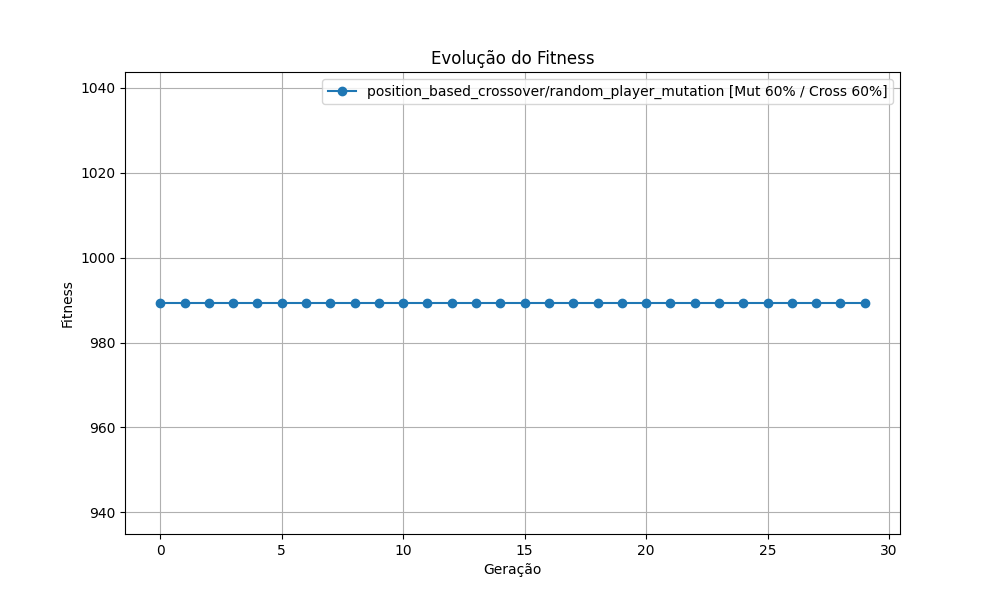 Evolução do Fitness
position_based_crossover/random_player_mutation [Mut 60% / Cross 60%]
1040
1020
1000
980
960
940
Fitness
0 5 10 15 20 25 30
Geração